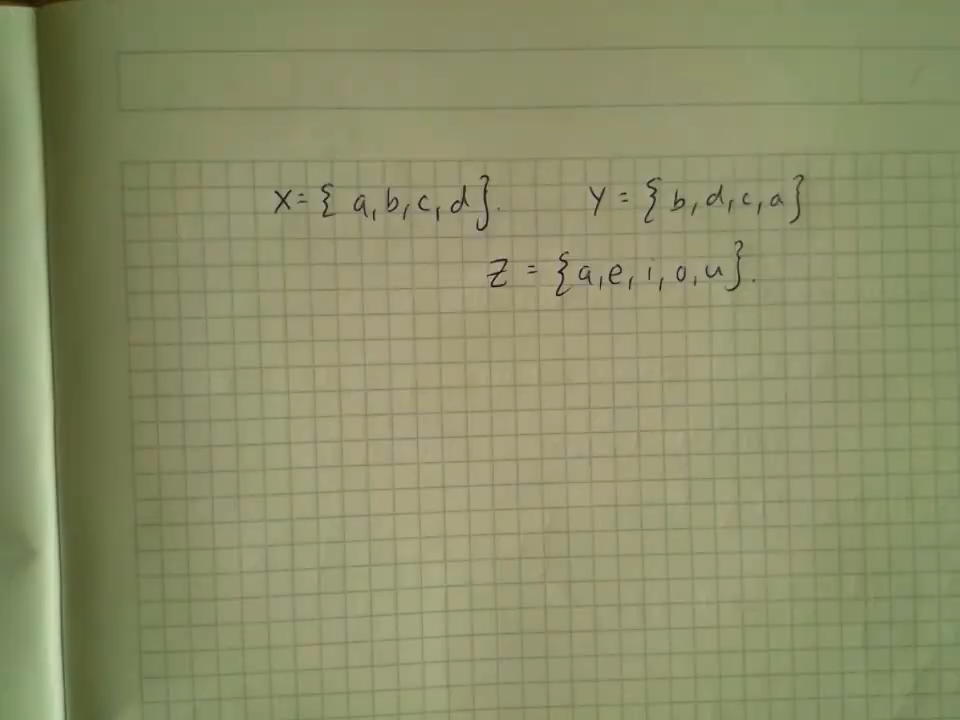 X = { a, b, c, d }. Y = { b, d, c, a }
Z = { a, e, i, o, u }.